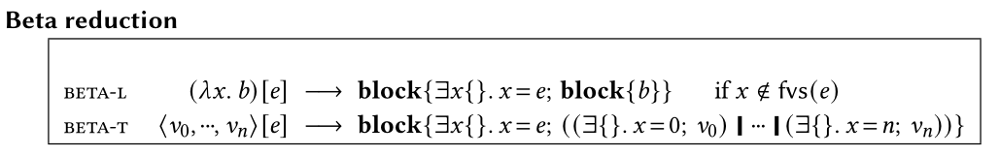 Beta reduction
BETA-L (λx. b)[e] ⟶ block{∃x{}. x = e; block{b}} if x ∉ fvs(e)
BETA-T ⟨v₀, ··, vₙ⟩[e] ⟶ block{∃x{}. x = e; ((∃{}. x = 0; v₀) ❙ ··· ❙ (∃{}. x = n; vₙ))}